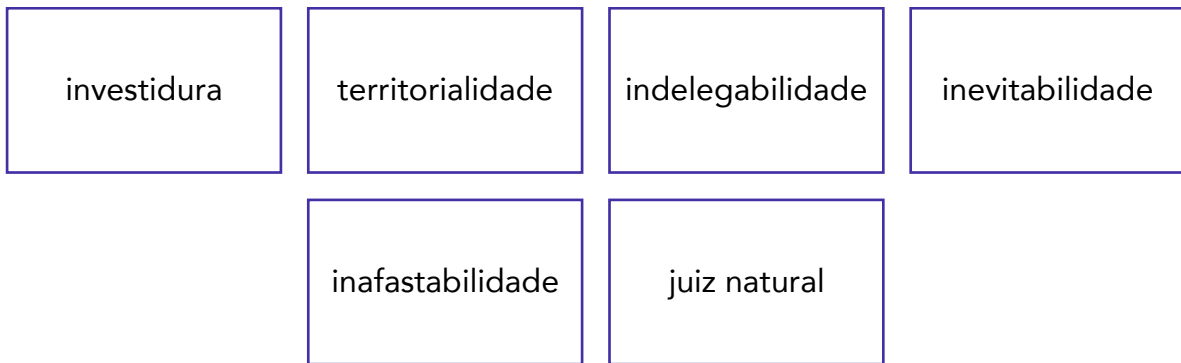 investidura
territorialidade
indelegabilidade
inevitabilidade
inafastabilidade
juiz natural